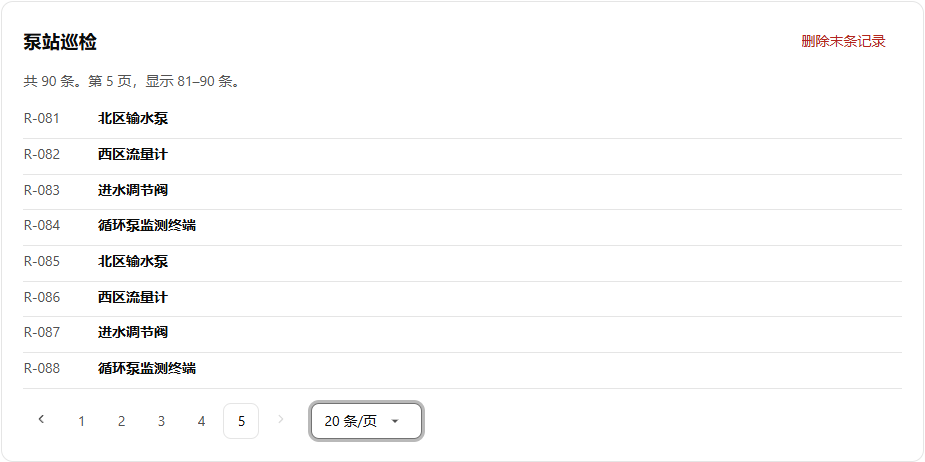 泵站巡检
删除末条记录
共 90 条。第 5 页，显示 81–90 条。
R-081 北区输水泵
R-082 西区流量计
R-083 进水调节阀
R-084 循环泵监测终端
R-085 北区输水泵
R-086 西区流量计
R-087 进水调节阀
R-088 循环泵监测终端
1 2 3 4 5 20 条/页